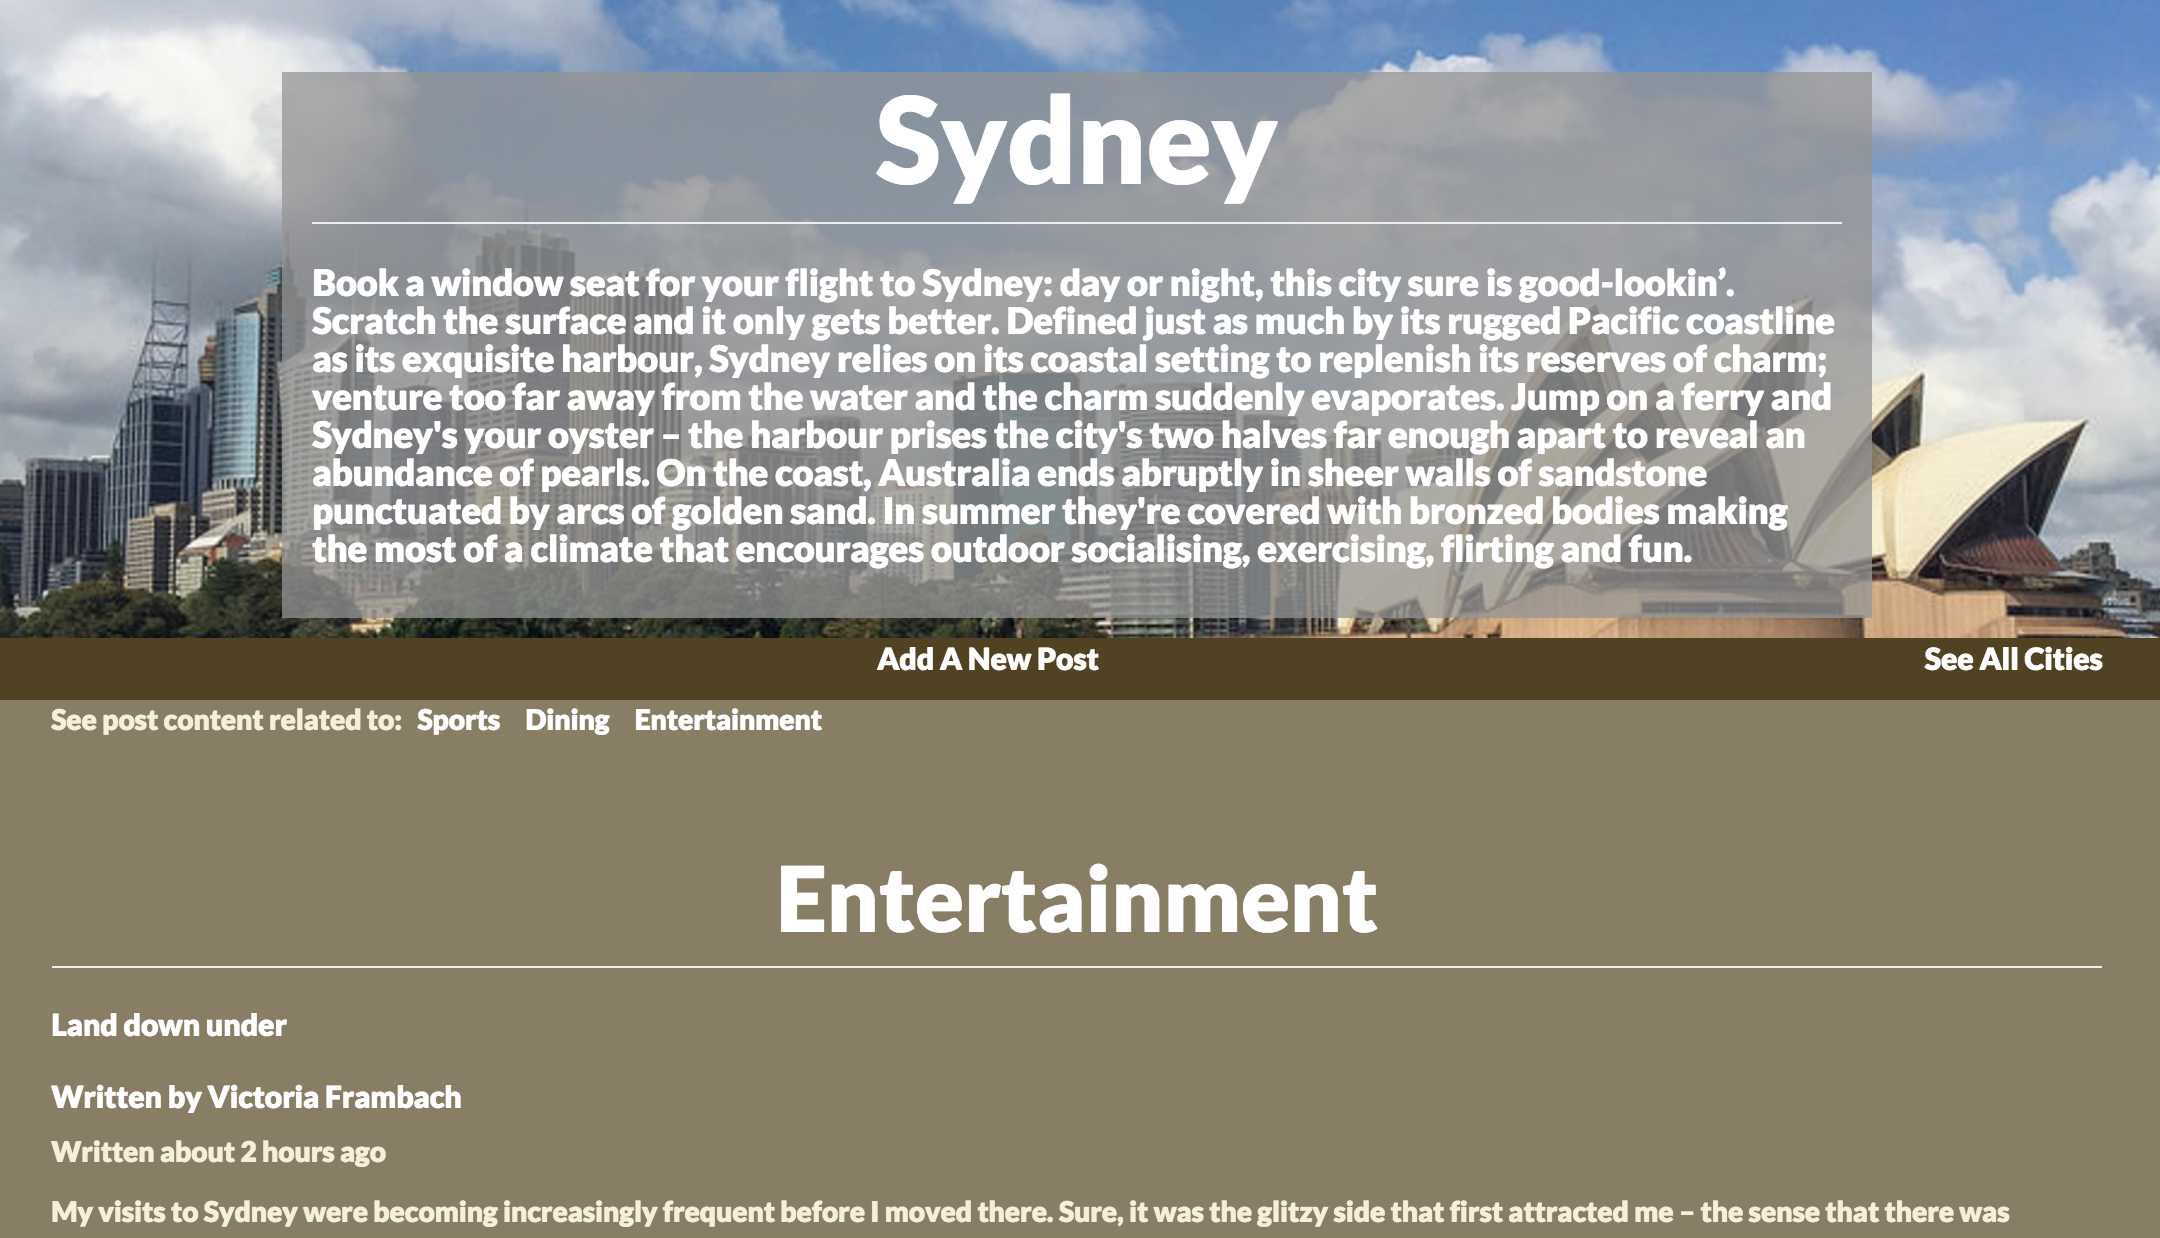 Sydney
Book a window seat for your flight to Sydney: day or night, this city sure is good-lookin’.
Scratch the surface and it only gets better. Defined just as much by its rugged Pacific coastline
as its exquisite harbour, Sydney relies on its coastal setting to replenish its reserves of charm;
venture too far away from the water and the charm suddenly evaporates. Jump on a ferry and
Sydney's your oyster – the harbour prises the city's two halves far enough apart to reveal an
abundance of pearls. On the coast, Australia ends abruptly in sheer walls of sandstone
punctuated by arcs of golden sand. In summer they're covered with bronzed bodies making
the most of a climate that encourages outdoor socialising, exercising, flirting and fun.
Add A New Post See All Cities
See post content related to: Sports Dining Entertainment
Entertainment
Land down under
Written by Victoria Frambach
Written about 2 hours ago
My visits to Sydney were becoming increasingly frequent before I moved there. Sure, it was the glitzy side that first attracted me – the sense that there was